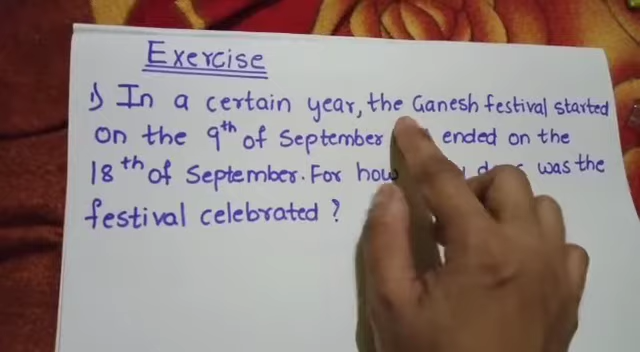 Exercise
1) In a certain year, the Ganesh festival started
on the 9th of September ended on the
18th of September. For how was the
festival celebrated ?